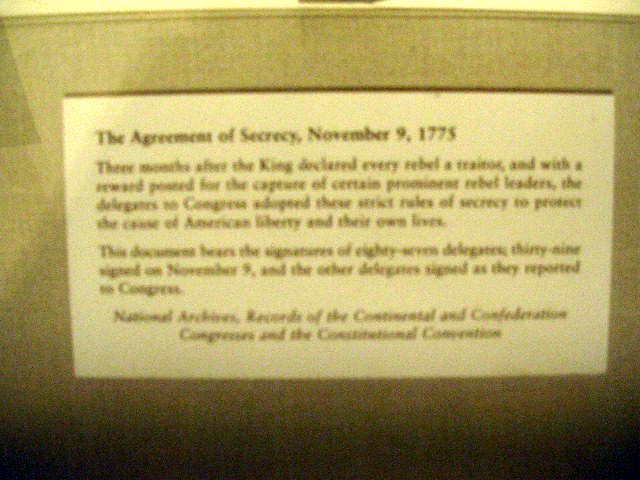 The Agreement of Secrecy, November 9, 1775
Three months after the King declared every rebel a traitor, and with a
reward posted for the capture of certain prominent rebel leaders, the
delegates to Congress adopted these strict rules of secrecy to protect
the cause of American liberty and their own lives.
This document bears the signatures of eighty-seven delegates; thirty-nine
signed on November 9, and the other delegates signed as they reported
to Congress.
National Archives, Records of the Continental and Confederation
Congresses and the Constitutional Convention